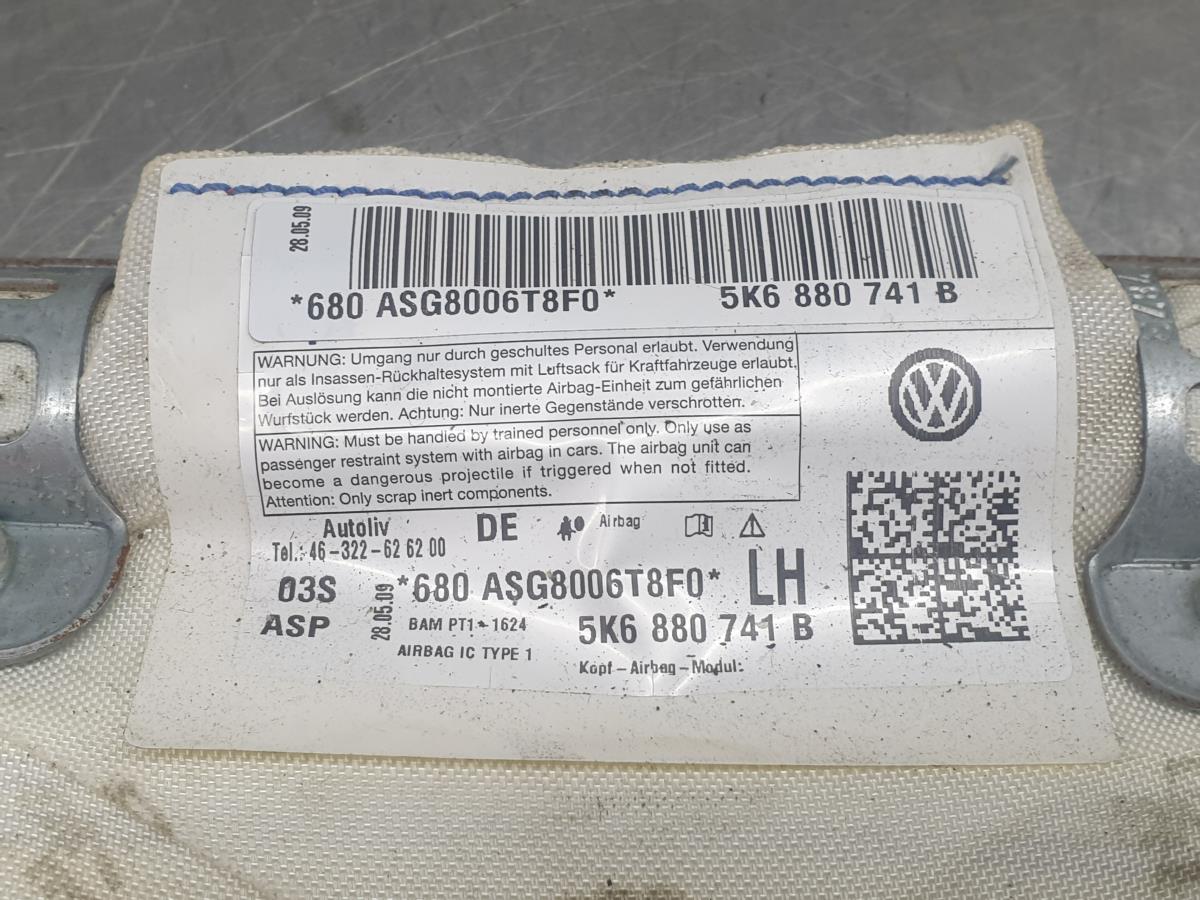 28.05.09
*680 ASG8006T8F0* 5K6 880 741 B
WARNING: Umgang nur durch geschultes Personal erlaubt. Verwendung
nur als Insassen-Rückhaltesystem mit Luftsack für Kraftfahrzeuge erlaubt.
Bei Auslösung kann die nicht montierte Airbag-Einheit zum gefährlichen
Wurfstück werden. Achtung: Nur inerte Gegenstände verschrotten.
WARNING: Must be handled by trained personnel only. Only use as
passenger restraint system with airbag in cars. The airbag unit can
become a dangerous projectile if triggered when not fitted.
Attention: Only scrap inert components.
Autoliv DE Airbag
Tel.: 46-322-6 26 200
03S 28.05.09 *680 ASG8006T8F0* LH
ASP BAM PT1-1624 5K6 880 741 B
AIRBAG IC TYPE 1 Kopf-Airbag-Modul: